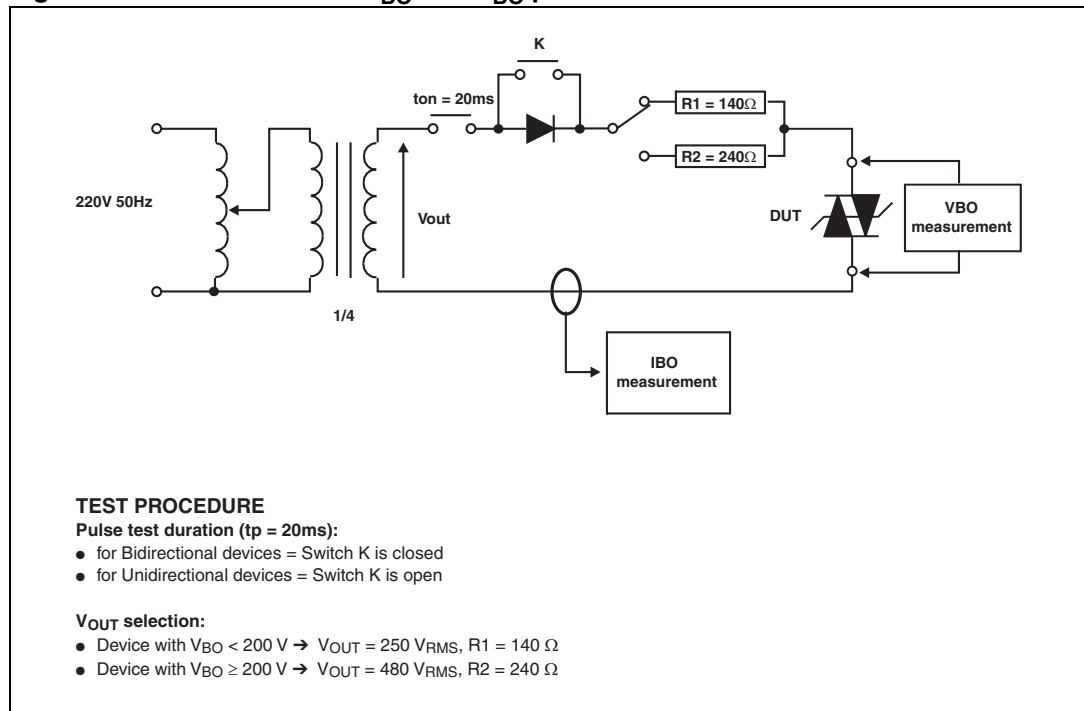 K
ton = 20ms
R1 = 140Ω
R2 = 240Ω
220V 50Hz
Vout
DUT
VBO
measurement
1/4
IBO
measurement
TEST PROCEDURE
Pulse test duration (tp = 20ms):
● for Bidirectional devices = Switch K is closed
● for Unidirectional devices = Switch K is open
VOUT selection:
● Device with VBO < 200 V ➔ VOUT = 250 VRMS, R1 = 140 Ω
● Device with VBO ≥ 200 V ➔ VOUT = 480 VRMS, R2 = 240 Ω